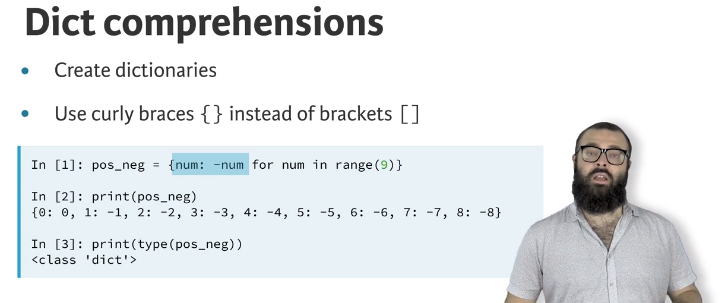 Dict comprehensions
• Create dictionaries
• Use curly braces {} instead of brackets []
In [1]: pos_neg = {num: -num for num in range(9)}
In [2]: print(pos_neg)
{0: 0, 1: -1, 2: -2, 3: -3, 4: -4, 5: -5, 6: -6, 7: -7, 8: -8}
In [3]: print(type(pos_neg))
<class 'dict'>